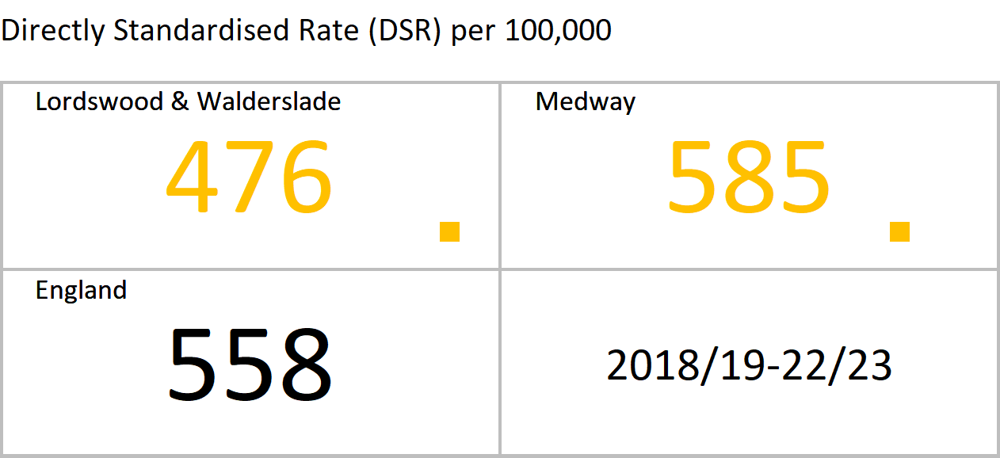 Directly Standardised Rate (DSR) per 100,000
Lordswood & Walderslade
476
Medway
585
England
558
2018/19-22/23